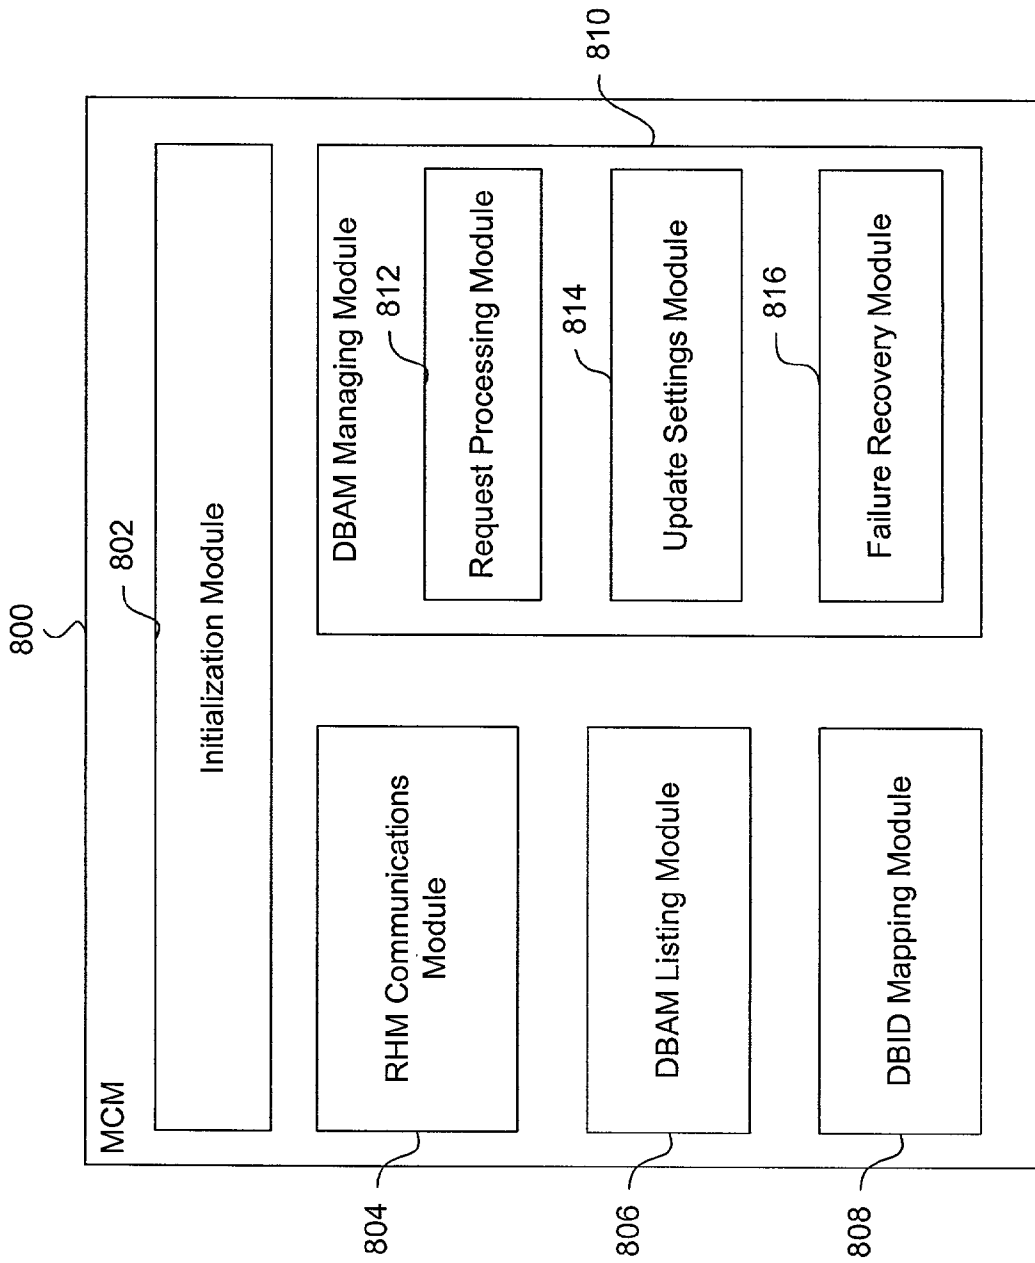 800
MCM
802
Initialization Module
804
RHM Communications
Module
806
DBAM Listing Module
808
DBID Mapping Module
810
DBAM Managing Module
812
Request Processing Module
814
Update Settings Module
816
Failure Recovery Module